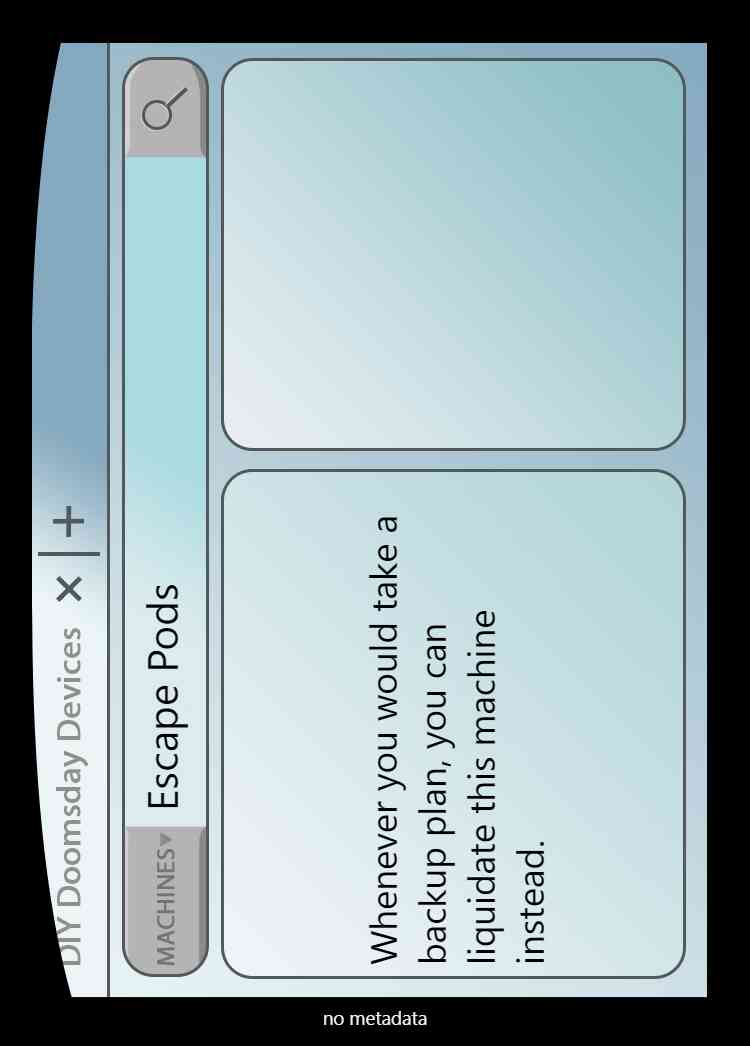 DIY Doomsday Devices × +
MACHINES▾ Escape Pods
Whenever you would take a
backup plan, you can
liquidate this machine
instead.
no metadata